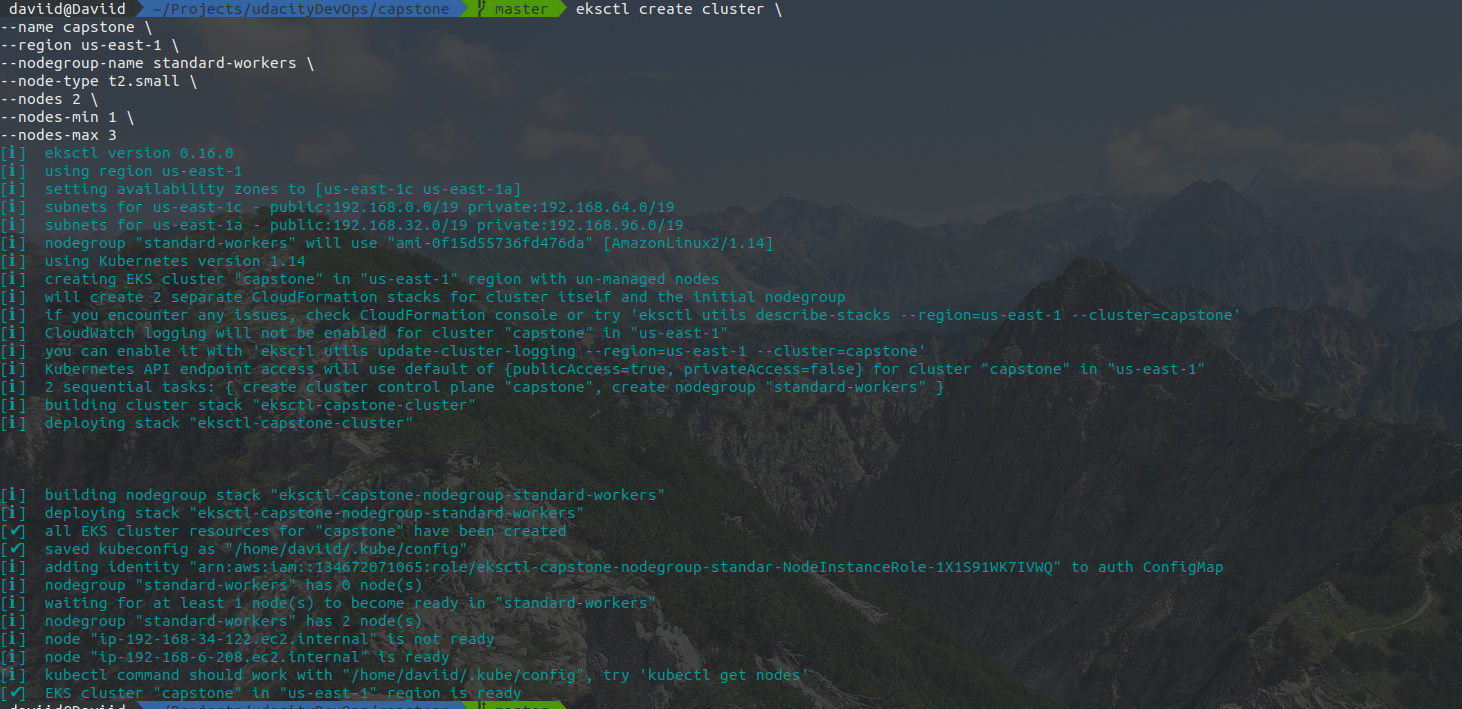 daviid@Daviid ~/Projects/udacityDevOps/capstone master eksctl create cluster \
--name capstone \
--region us-east-1 \
--nodegroup-name standard-workers \
--node-type t2.small \
--nodes 2 \
--nodes-min 1 \
--nodes-max 3
[i] eksctl version 0.16.0
[i] using region us-east-1
[i] setting availability zones to [us-east-1c us-east-1a]
[i] subnets for us-east-1c - public:192.168.0.0/19 private:192.168.64.0/19
[i] subnets for us-east-1a - public:192.168.32.0/19 private:192.168.96.0/19
[i] nodegroup "standard-workers" will use "ami-0f15d55736fd476da" [AmazonLinux2/1.14]
[i] using Kubernetes version 1.14
[i] creating EKS cluster "capstone" in "us-east-1" region with un-managed nodes
[i] will create 2 separate CloudFormation stacks for cluster itself and the initial nodegroup
[i] if you encounter any issues, check CloudFormation console or try 'eksctl utils describe-stacks --region=us-east-1 --cluster=capstone'
[i] CloudWatch logging will not be enabled for cluster "capstone" in "us-east-1"
[i] you can enable it with 'eksctl utils update-cluster-logging --region=us-east-1 --cluster=capstone'
[i] Kubernetes API endpoint access will use default of {publicAccess=true, privateAccess=false} for cluster "capstone" in "us-east-1"
[i] 2 sequential tasks: { create cluster control plane "capstone", create nodegroup "standard-workers" }
[i] building cluster stack "eksctl-capstone-cluster"
[i] deploying stack "eksctl-capstone-cluster"
[i] building nodegroup stack "eksctl-capstone-nodegroup-standard-workers"
[i] deploying stack "eksctl-capstone-nodegroup-standard-workers"
[✔] all EKS cluster resources for "capstone" have been created
[✔] saved kubeconfig as "/home/daviid/.kube/config"
[i] adding identity "arn:aws:iam::134672071065:role/eksctl-capstone-nodegroup-standar-NodeInstanceRole-1X1S91WK7IVWQ" to auth ConfigMap
[i] nodegroup "standard-workers" has 0 node(s)
[i] waiting for at least 1 node(s) to become ready in "standard-workers"
[i] nodegroup "standard-workers" has 2 node(s)
[i] node "ip-192-168-34-122.ec2.internal" is not ready
[i] node "ip-192-168-6-208.ec2.internal" is ready
[i] kubectl command should work with "/home/daviid/.kube/config", try 'kubectl get nodes'
[✔] EKS cluster "capstone" in "us-east-1" region is ready
daviid@Daviid ~/Projects/udacityDevOps/capstone master